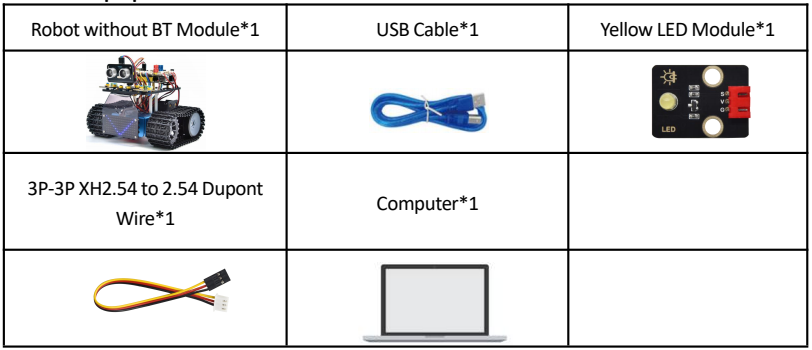 Robot without BT Module*1
USB Cable*1
Yellow LED Module*1
S
V
G
LED
3P-3P XH2.54 to 2.54 Dupont
Wire*1
Computer*1